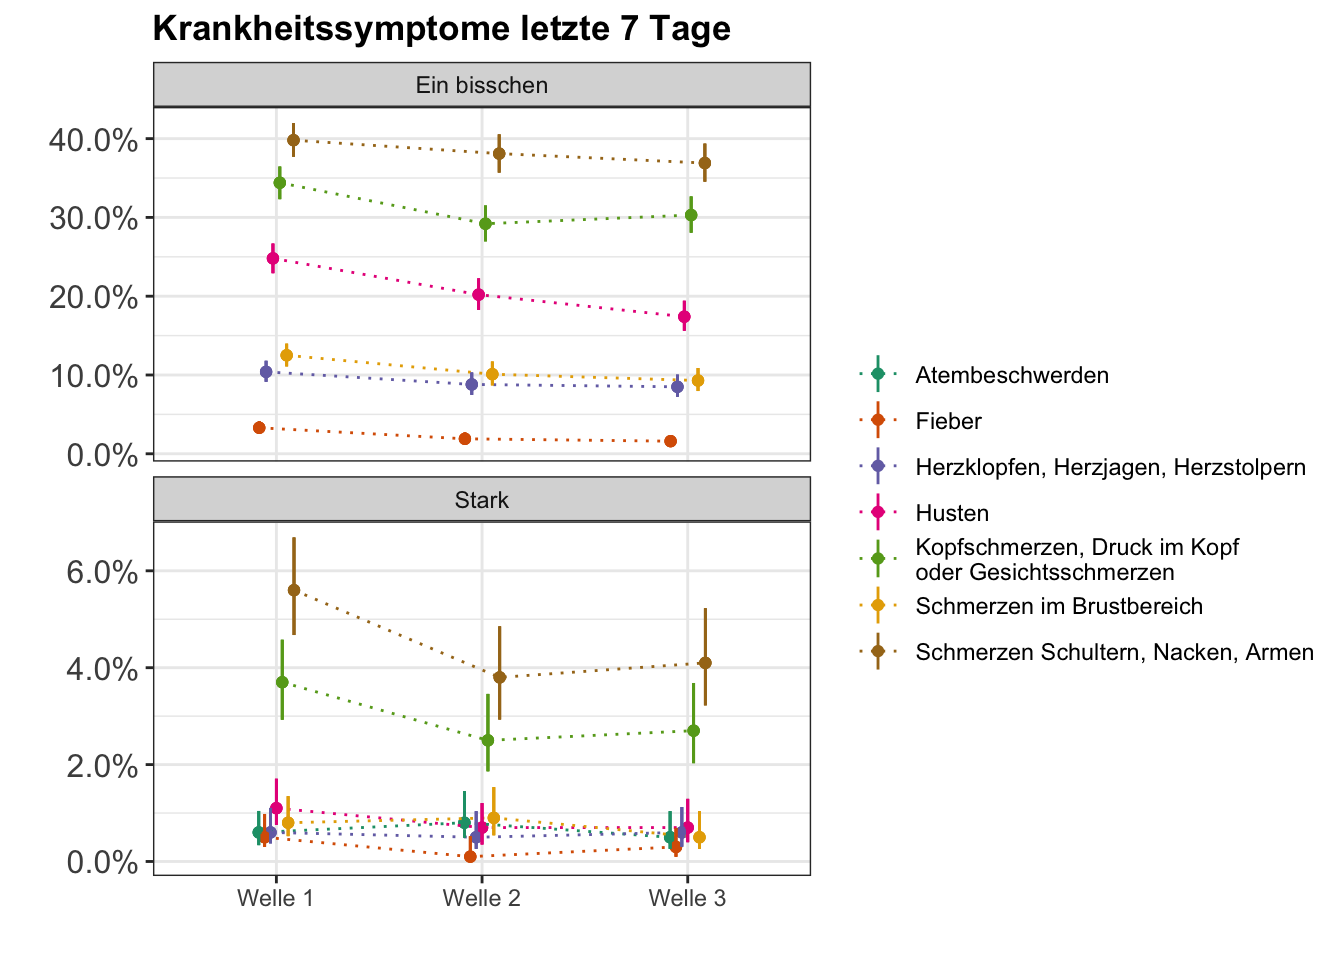 Krankheitssymptome letzte 7 Tage
Ein bisschen
40.0%
30.0%
20.0%
10.0%
0.0%
Stark
6.0%
4.0%
2.0%
0.0%
Welle 1
Welle 2
Welle 3
Atembeschwerden
Fieber
Herzklopfen, Herzjagen, Herzstolpern
Husten
Kopfschmerzen, Druck im Kopf
oder Gesichtsschmerzen
Schmerzen im Brustbereich
Schmerzen Schultern, Nacken, Armen